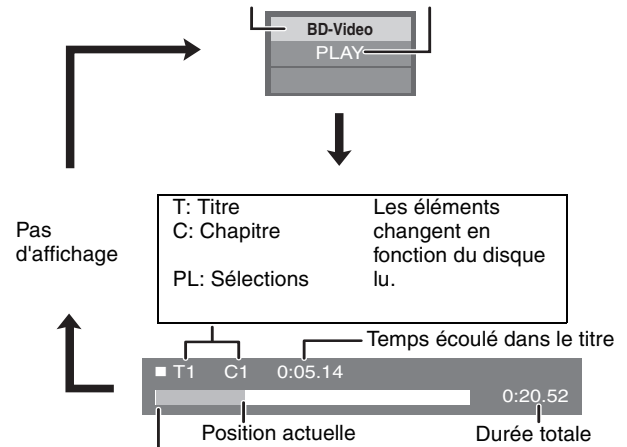 BD-Video
PLAY
T: Titre
C: Chapitre
PL: Sélections
Les éléments
changent en
fonction du disque
lu.
Pas
d'affichage
Temps écoulé dans le titre
T1 C1 0:05.14
0:20.52
Position actuelle
Durée totale